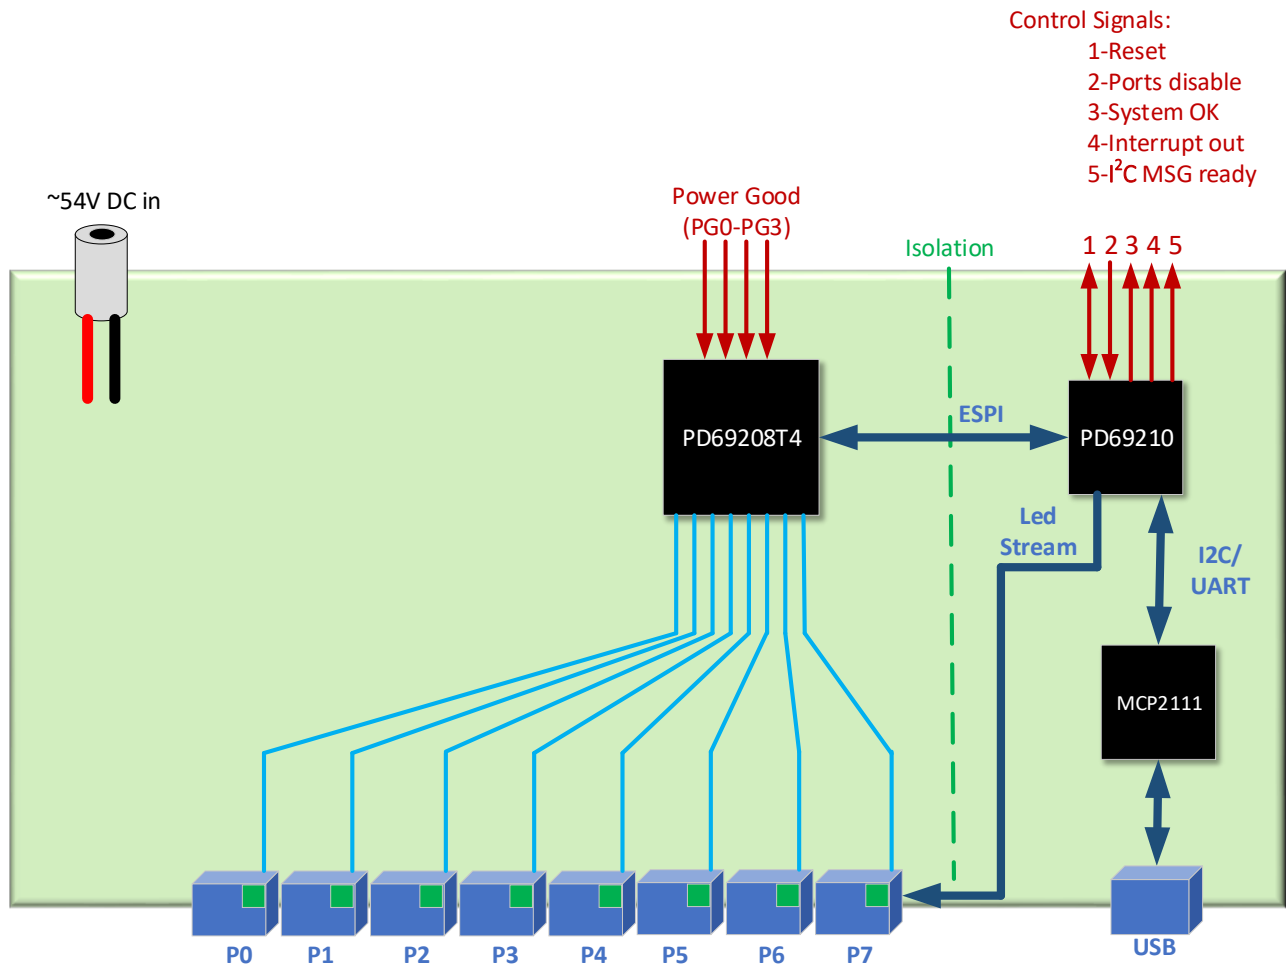 Control Signals:
1-Reset
2-Ports disable
3-System OK
4-Interrupt out
5-I²C MSG ready
~54V DC in
Power Good
(PG0-PG3)
Isolation
1 2 3 4 5
ESPI
PD69208T4
PD69210
Led
Stream
I2C/
UART
MCP2111
P0 P1 P2 P3 P4 P5 P6 P7
USB